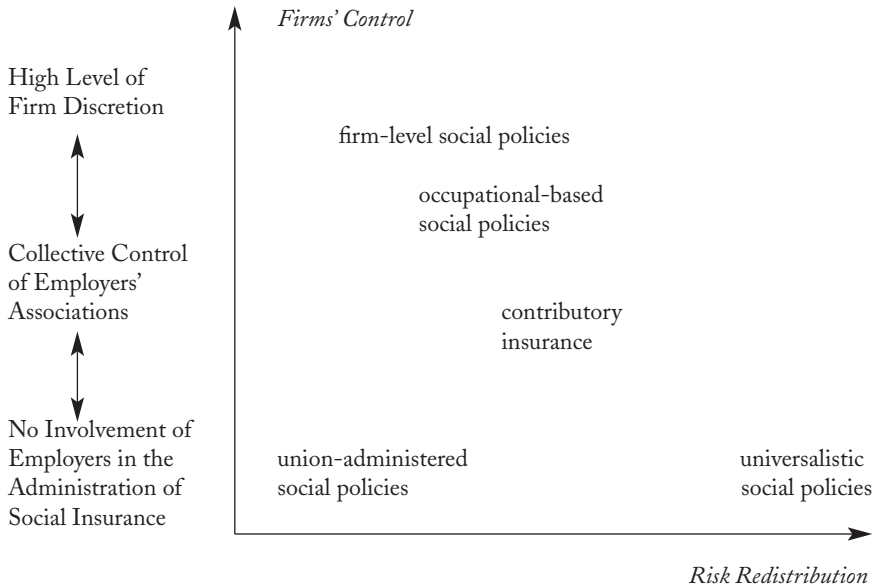 Firms’ Control
High Level of
Firm Discretion
firm-level social policies
occupational-based
social policies
Collective Control
of Employers’
Associations
contributory
insurance
No Involvement of
Employers in the
Administration of
Social Insurance
union-administered
social policies
universalistic
social policies
Risk Redistribution